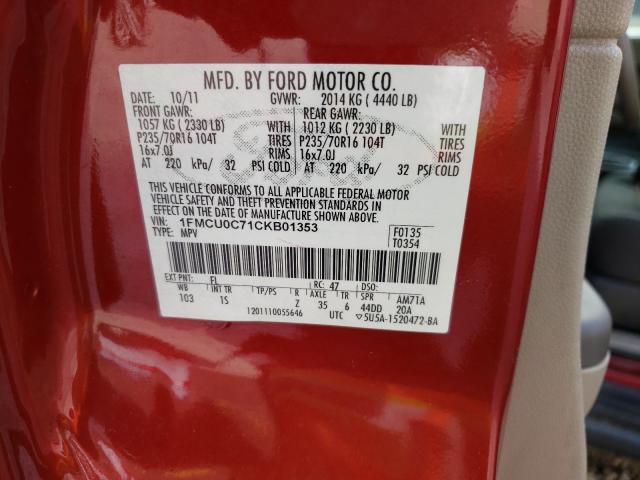 MFD. BY FORD MOTOR CO.
DATE: 10/11 GVWR: 2014 KG ( 4440 LB)
FRONT GAWR: REAR GAWR:
1057 KG ( 2330 LB) WITH 1012 KG ( 2230 LB) WITH
P235/70R16 104T TIRES P235/70R16 104T TIRES
16x7.0J RIMS 16x7.0J RIMS
AT 220 kPa/ 32 PSI COLD AT 220 kPa/ 32 PSI COLD
THIS VEHICLE CONFORMS TO ALL APPLICABLE FEDERAL MOTOR
VEHICLE SAFETY AND THEFT PREVENTION STANDARDS IN
EFFECT ON THE DATE OF MANUFACTURE SHOWN ABOVE.
VIN: 1FMCU0C71CKB01353 F0135
TYPE: MPV T0354
EXT PNT: FL RC: 47 DSO:
WB INT TR TP/PS R AXLE TR SPR AM71A
103 1S Z 35 6 44DD 20A
1201110055646 UTC ▽5U5A-1520472-BA